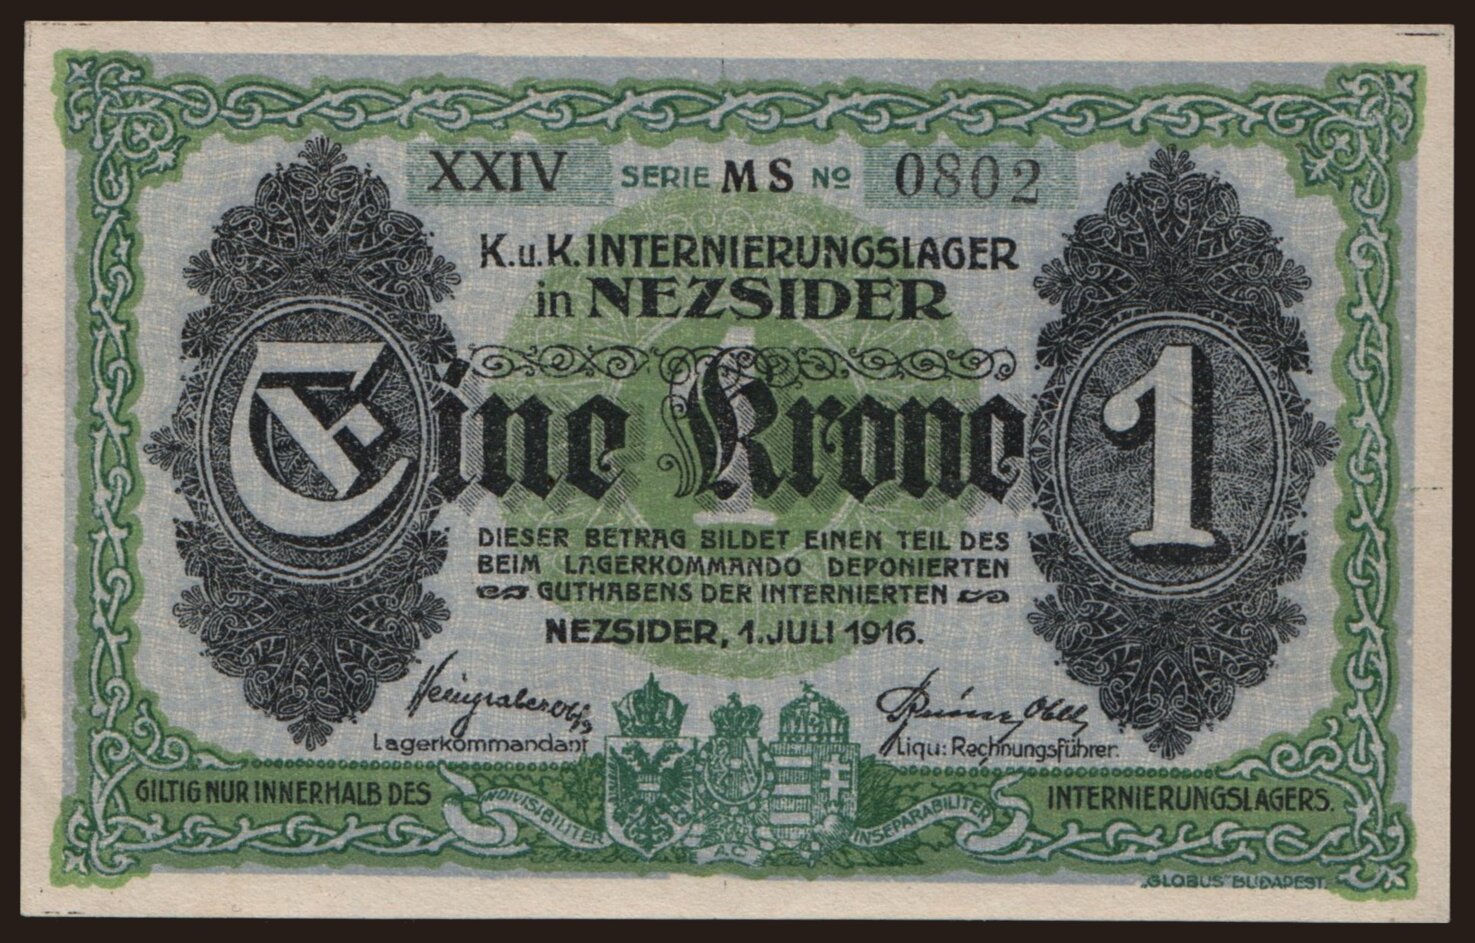 XXIV SERIE MS No 0802
K.u.K. INTERNIERUNGSLAGER
in NEZSIDER
Eine Krone 1
1
DIESER BETRAG BILDET EINEN TEIL DES
BEIM LAGERKOMMANDO DEPONIERTEN
GUTHABENS DER INTERNIERTEN
NEZSIDER, 1. JULI 1916.
Lagerkommandant Liqu: Rechnungsführer.
GILTIG NUR INNERHALB DES INTERNIERUNGSLAGERS.
INDIVISIBILITER AC INSEPARABILITER
„GLOBUS" BUDAPEST.